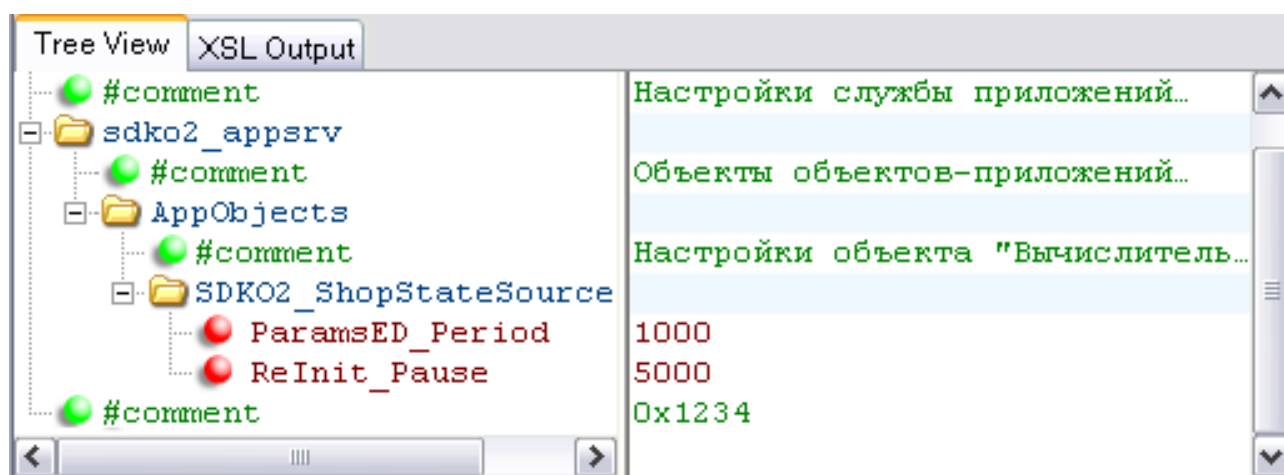 Tree View XSL Output
#comment Настройки службы приложений…
sdko2_appsrv
#comment Объекты объектов-приложений…
AppObjects
#comment Настройки объекта "Вычислитель…
SDKO2_ShopStateSource
ParamsED_Period 1000
ReInit_Pause 5000
#comment 0x1234